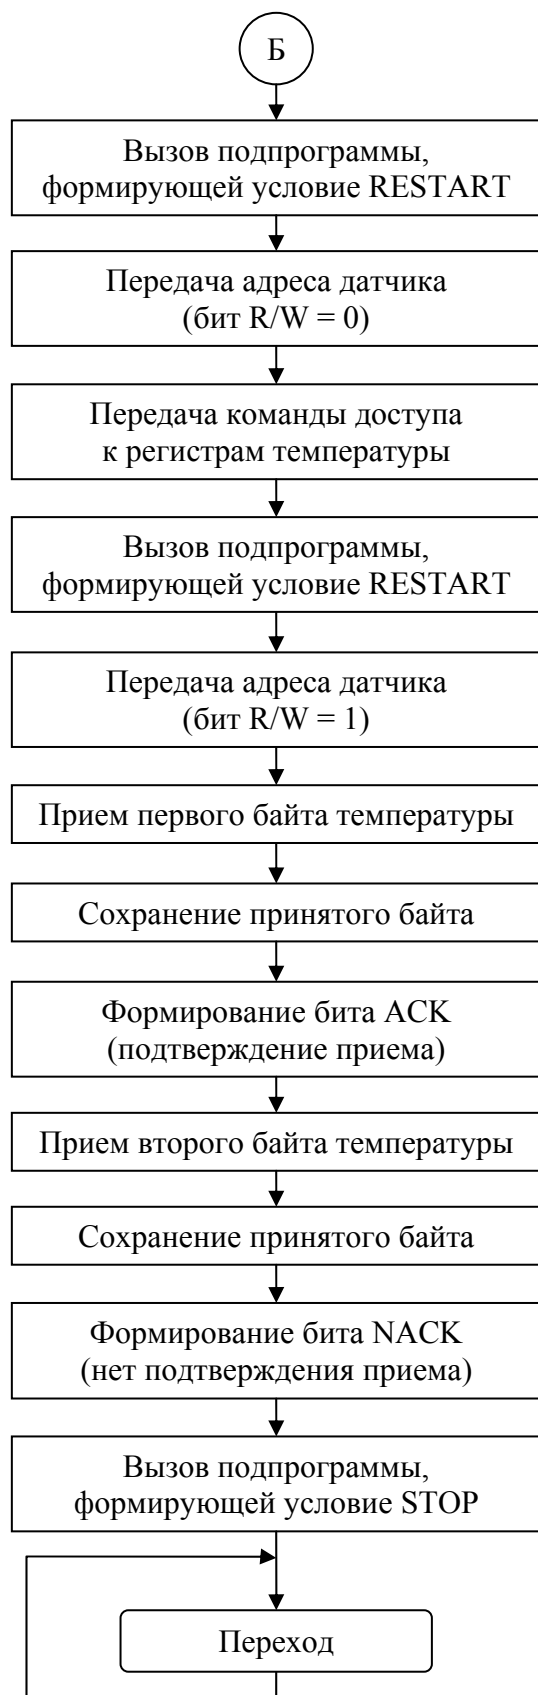 Б
Вызов подпрограммы,
формирующей условие RESTART
Передача адреса датчика
(бит R/W = 0)
Передача команды доступа
к регистрам температуры
Вызов подпрограммы,
формирующей условие RESTART
Передача адреса датчика
(бит R/W = 1)
Прием первого байта температуры
Сохранение принятого байта
Формирование бита ACK
(подтверждение приема)
Прием второго байта температуры
Сохранение принятого байта
Формирование бита NACK
(нет подтверждения приема)
Вызов подпрограммы,
формирующей условие STOP
Переход